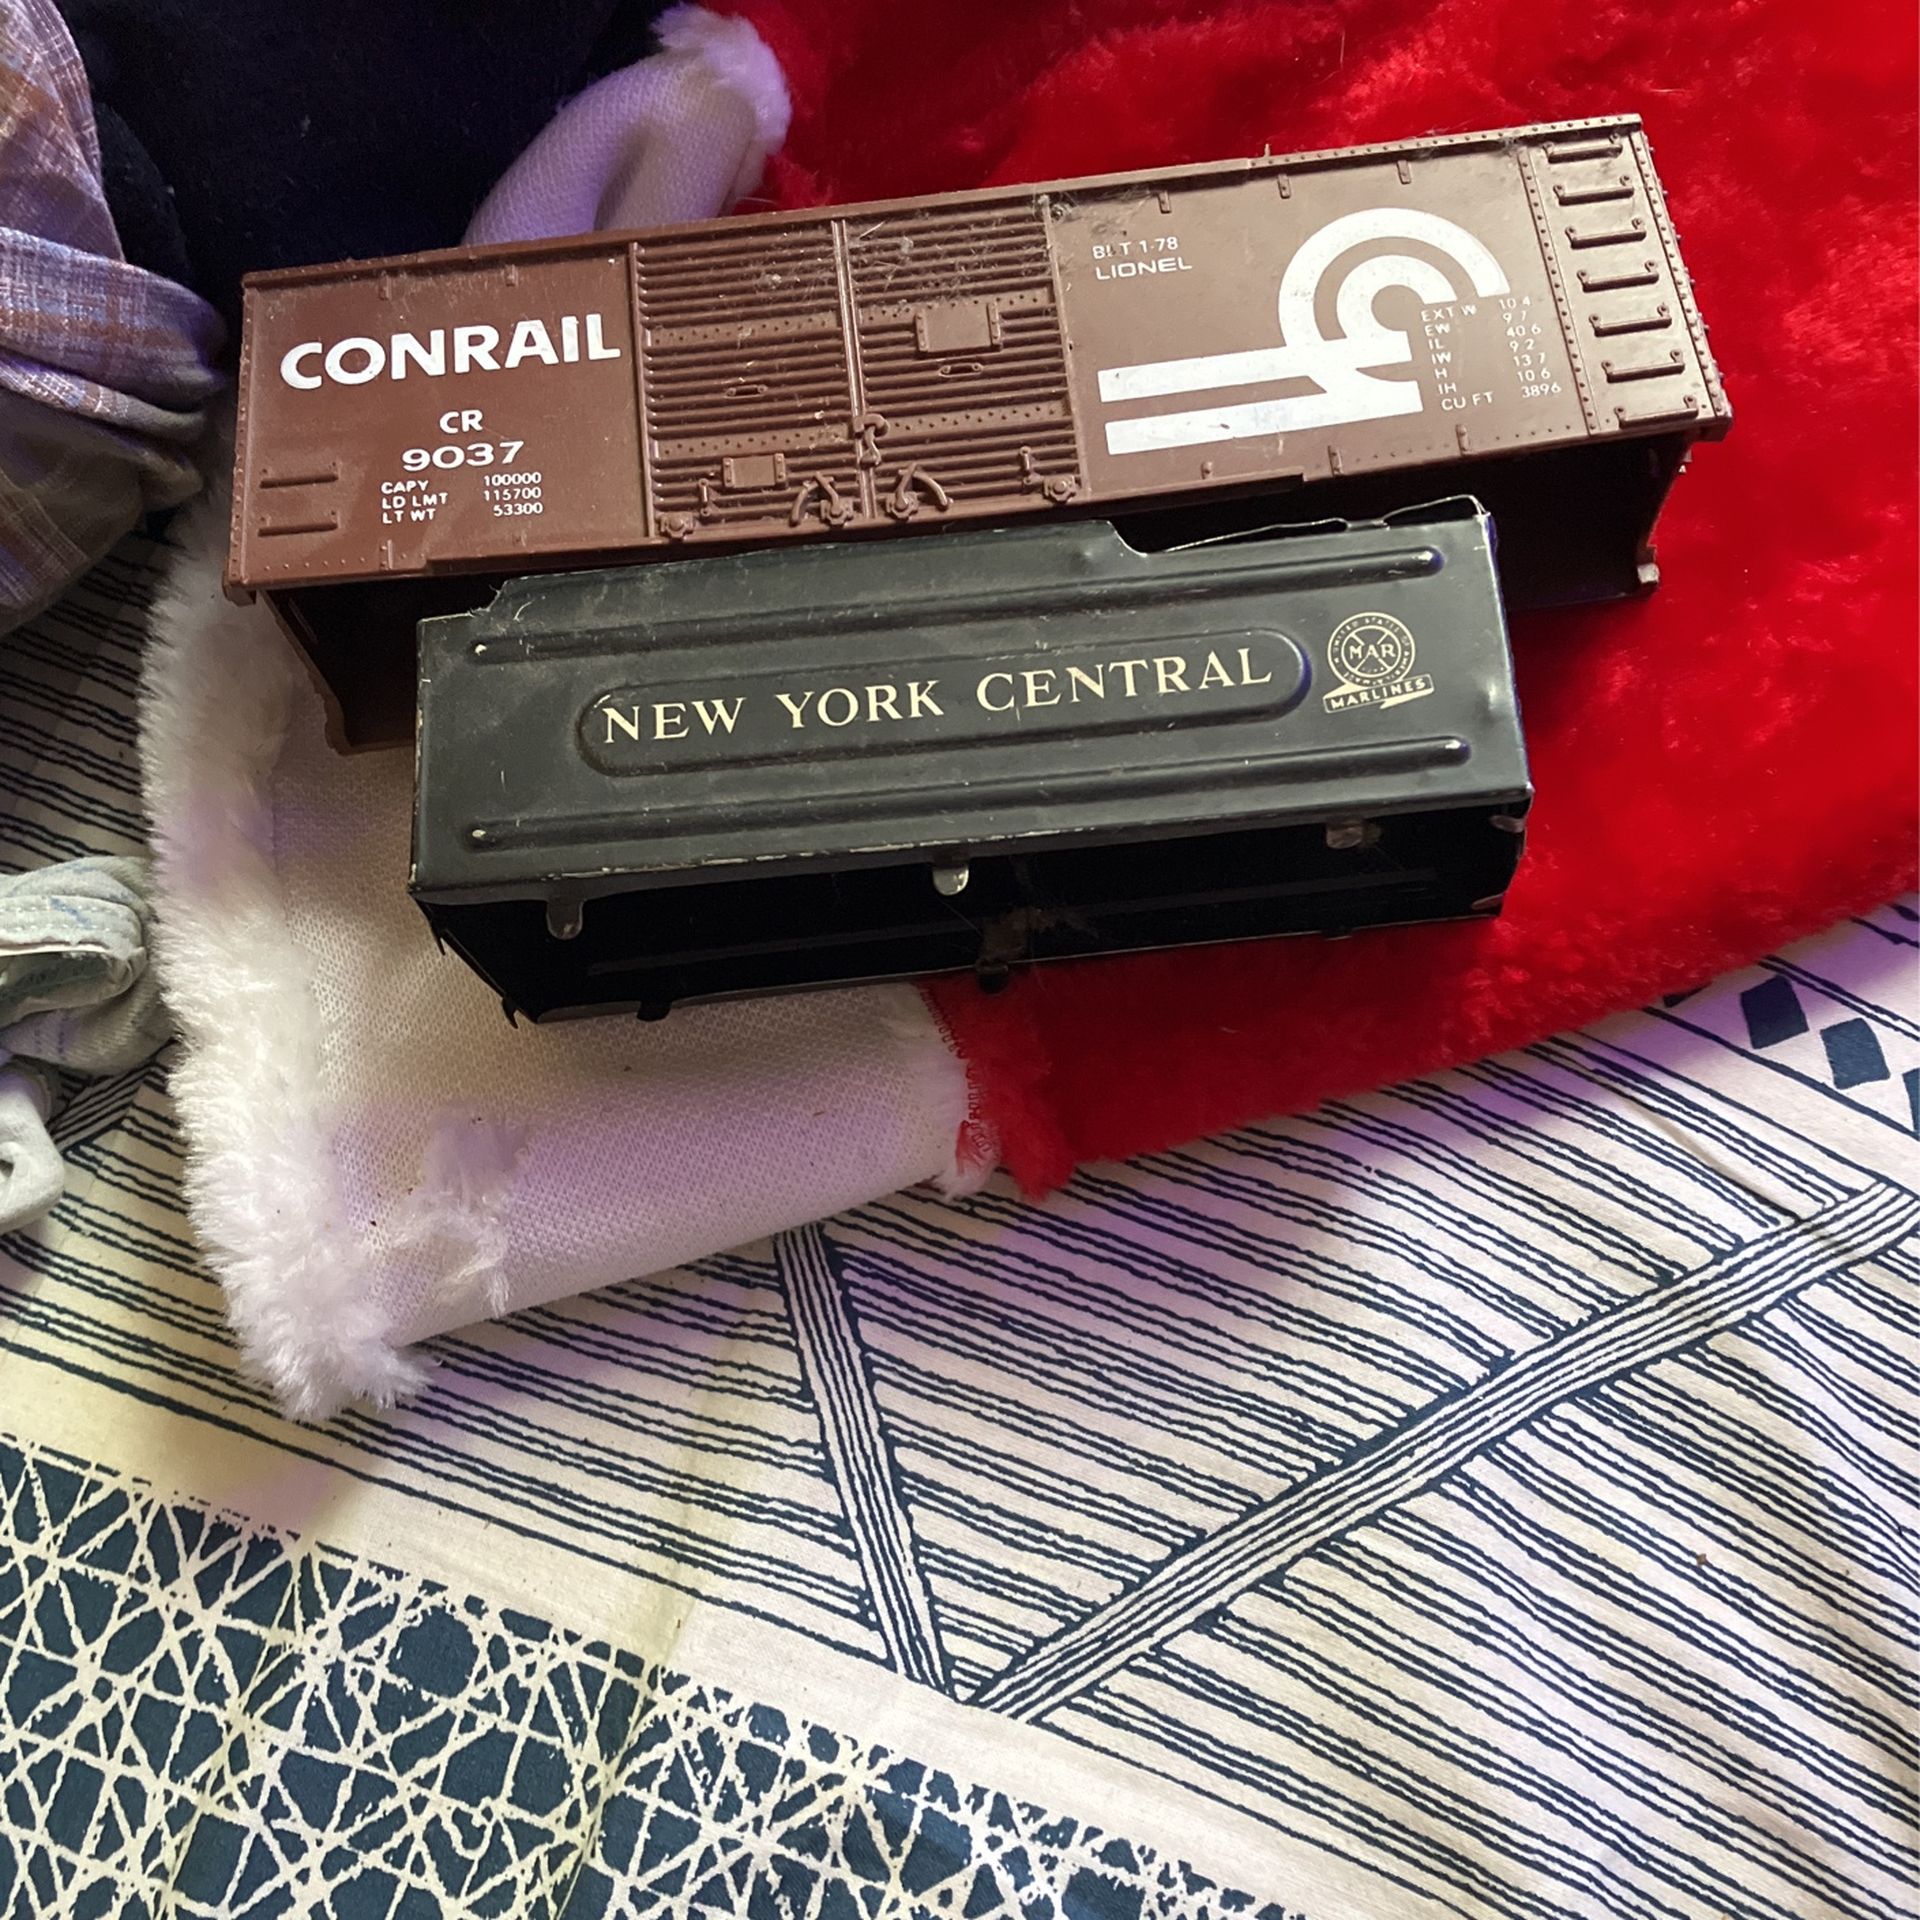 CONRAIL
CR
9037
CAPY 100000
LD LMT 115700
LT WT 53300
BLT 1-78
LIONEL
EXT W 10 4
EW 9 7
IL 40 6
IW 9 2
H 13 7
IH 10 6
CU FT 3896
NEW YORK CENTRAL
MAR
MARLINES